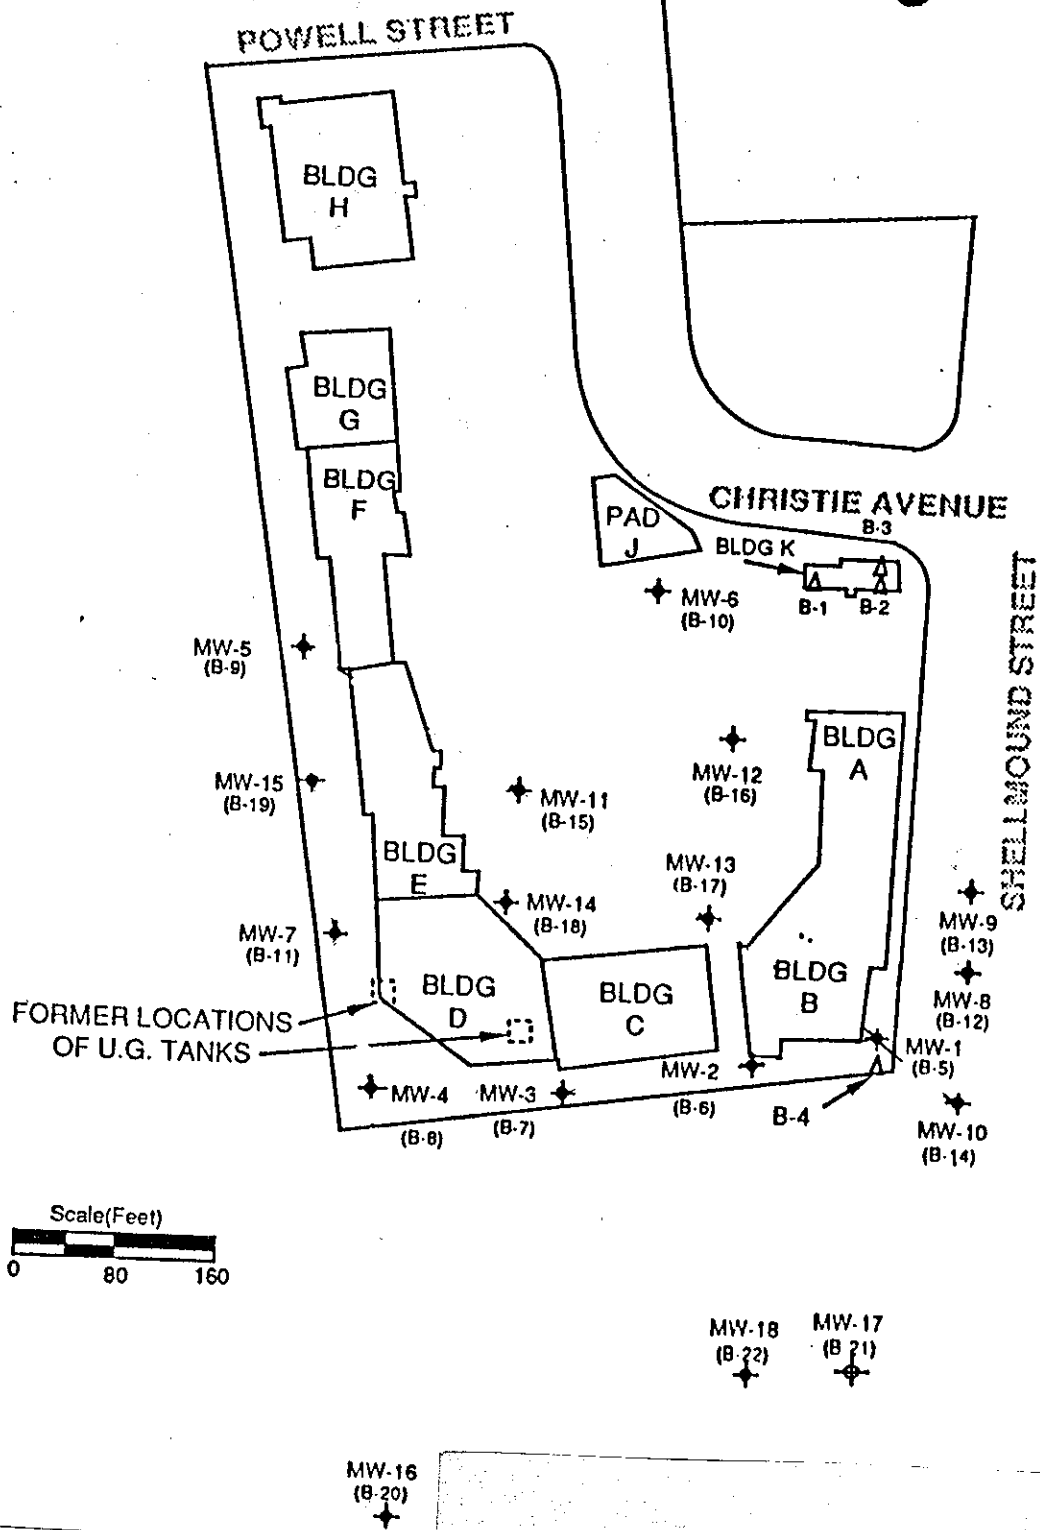 POWELL STREET
BLDG
H
BLDG
G
BLDG
F
CHRISTIE AVENUE
B-3
PAD
J
BLDG K
B-1
B-2
MW-6
(B-10)
SHELLMOUND STREET
MW-5
(B-9)
BLDG
A
MW-12
(B-16)
MW-15
(B-19)
MW-11
(B-15)
BLDG
E
MW-13
(B-17)
MW-14
(B-18)
MW-9
(B-13)
MW-7
(B-11)
BLDG
D
BLDG
C
BLDG
B
MW-8
(B-12)
FORMER LOCATIONS
OF U.G. TANKS
MW-1
(B-5)
MW-2
(B-6)
MW-4
(B-8)
MW-3
(B-7)
B-4
MW-10
(B-14)
Scale(Feet)
0 80 160
MW-18
(B-22)
MW-17
(B-21)
MW-16
(B-20)